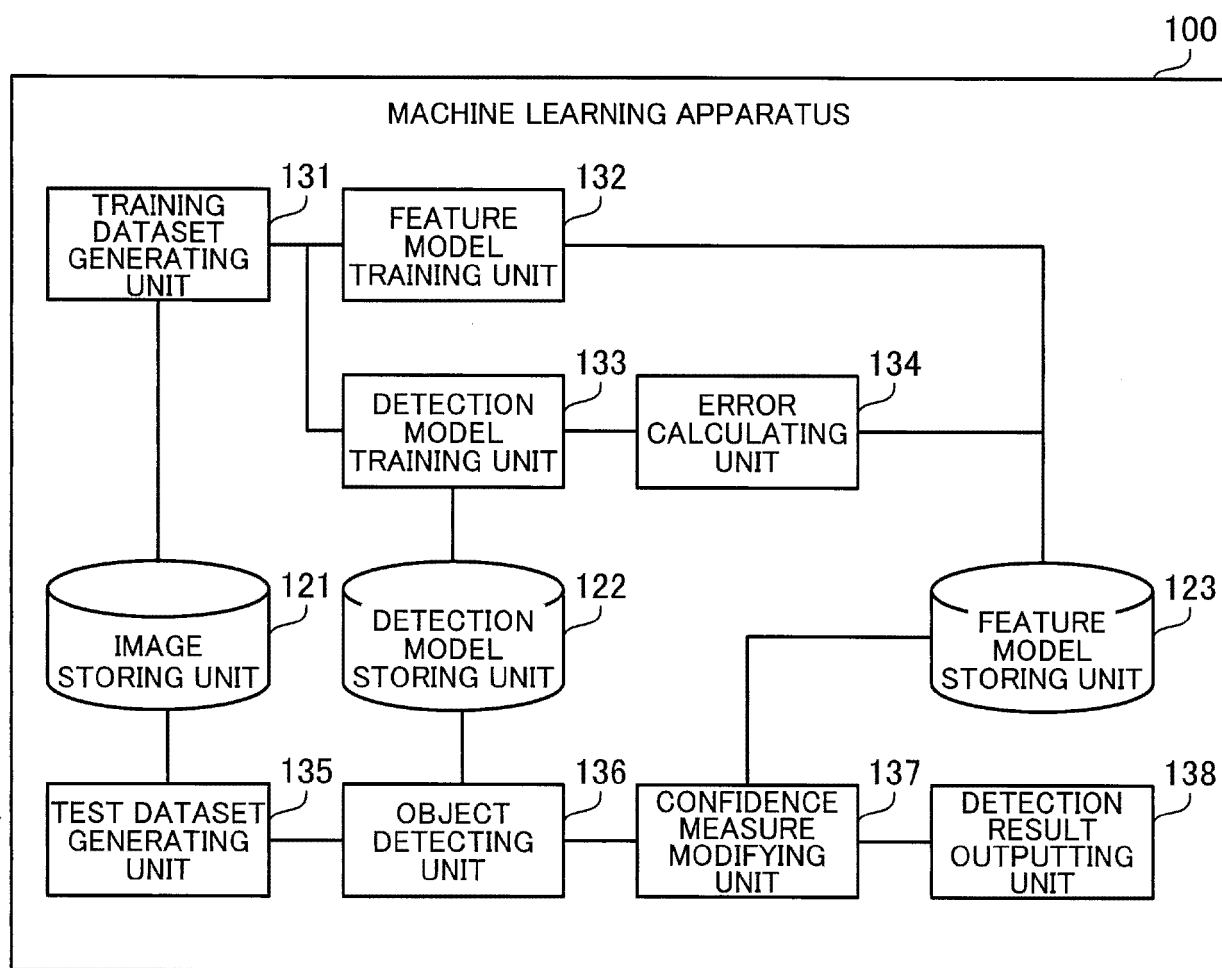 100
MACHINE LEARNING APPARATUS
131
TRAINING
DATASET
GENERATING
UNIT
132
FEATURE
MODEL
TRAINING UNIT
133
DETECTION
MODEL
TRAINING UNIT
134
ERROR
CALCULATING
UNIT
121
IMAGE
STORING UNIT
122
DETECTION
MODEL
STORING UNIT
123
FEATURE
MODEL
STORING UNIT
135
TEST DATASET
GENERATING
UNIT
136
OBJECT
DETECTING
UNIT
137
CONFIDENCE
MEASURE
MODIFYING
UNIT
138
DETECTION
RESULT
OUTPUTTING
UNIT